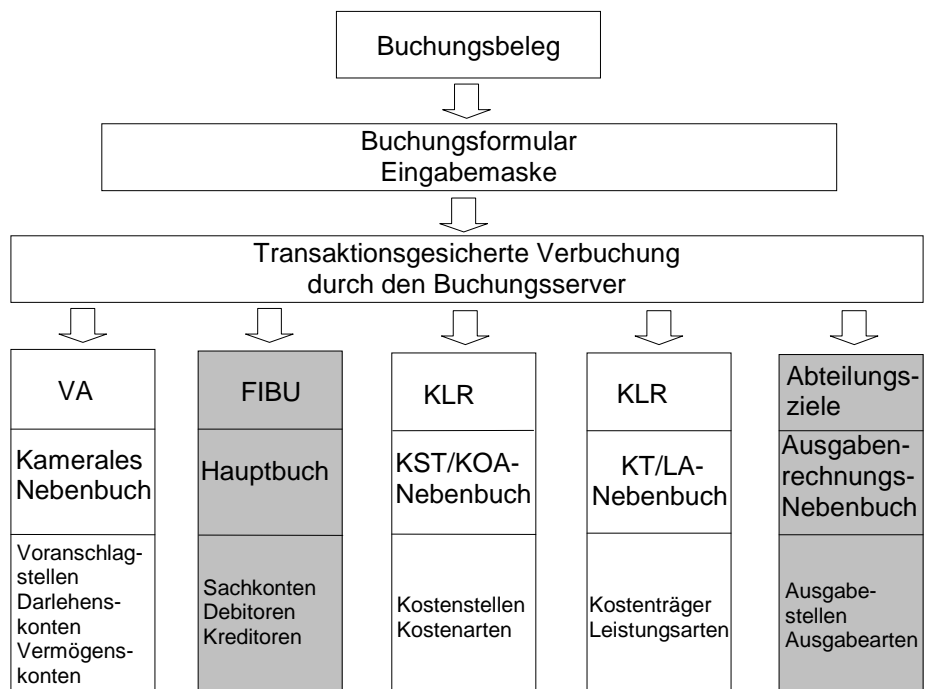 Buchungsbeleg
Buchungsformular
Eingabemaske
Transaktionsgesicherte Verbuchung
durch den Buchungsserver
VA
Kamerales
Nebenbuch
Voranschlag-
stellen
Darlehens-
konten
Vermögens-
konten
FIBU
Hauptbuch
Sachkonten
Debitoren
Kreditoren
KLR
KST/KOA-
Nebenbuch
Kostenstellen
Kostenarten
KLR
KT/LA-
Nebenbuch
Kostenträger
Leistungsarten
Abteilungs-
ziele
Ausgaben-
rechnungs-
Nebenbuch
Ausgabe-
stellen
Ausgabearten